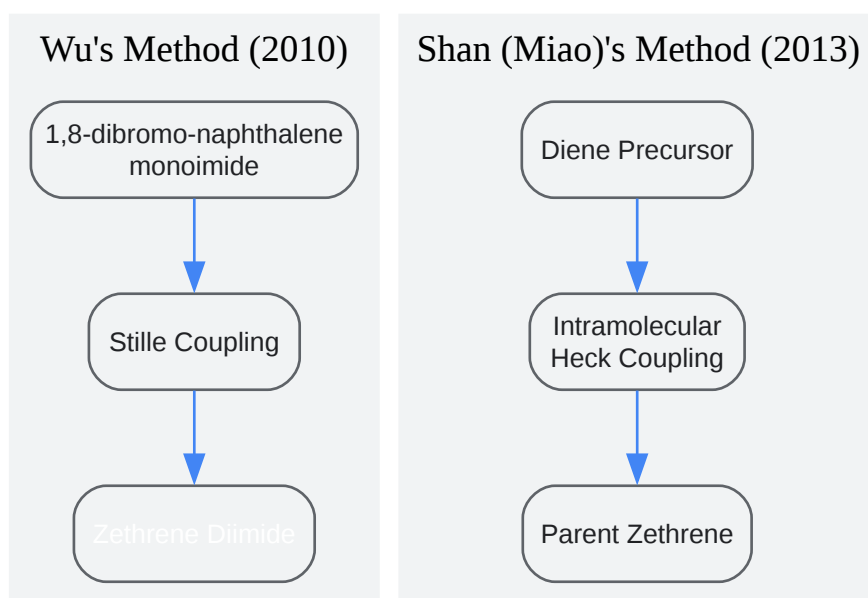 Wu's Method (2010)
1,8-dibromo-naphthalene
monoimide
Stille Coupling
Zethrene Diimide
Shan (Miao)'s Method (2013)
Diene Precursor
Intramolecular
Heck Coupling
Parent Zethrene